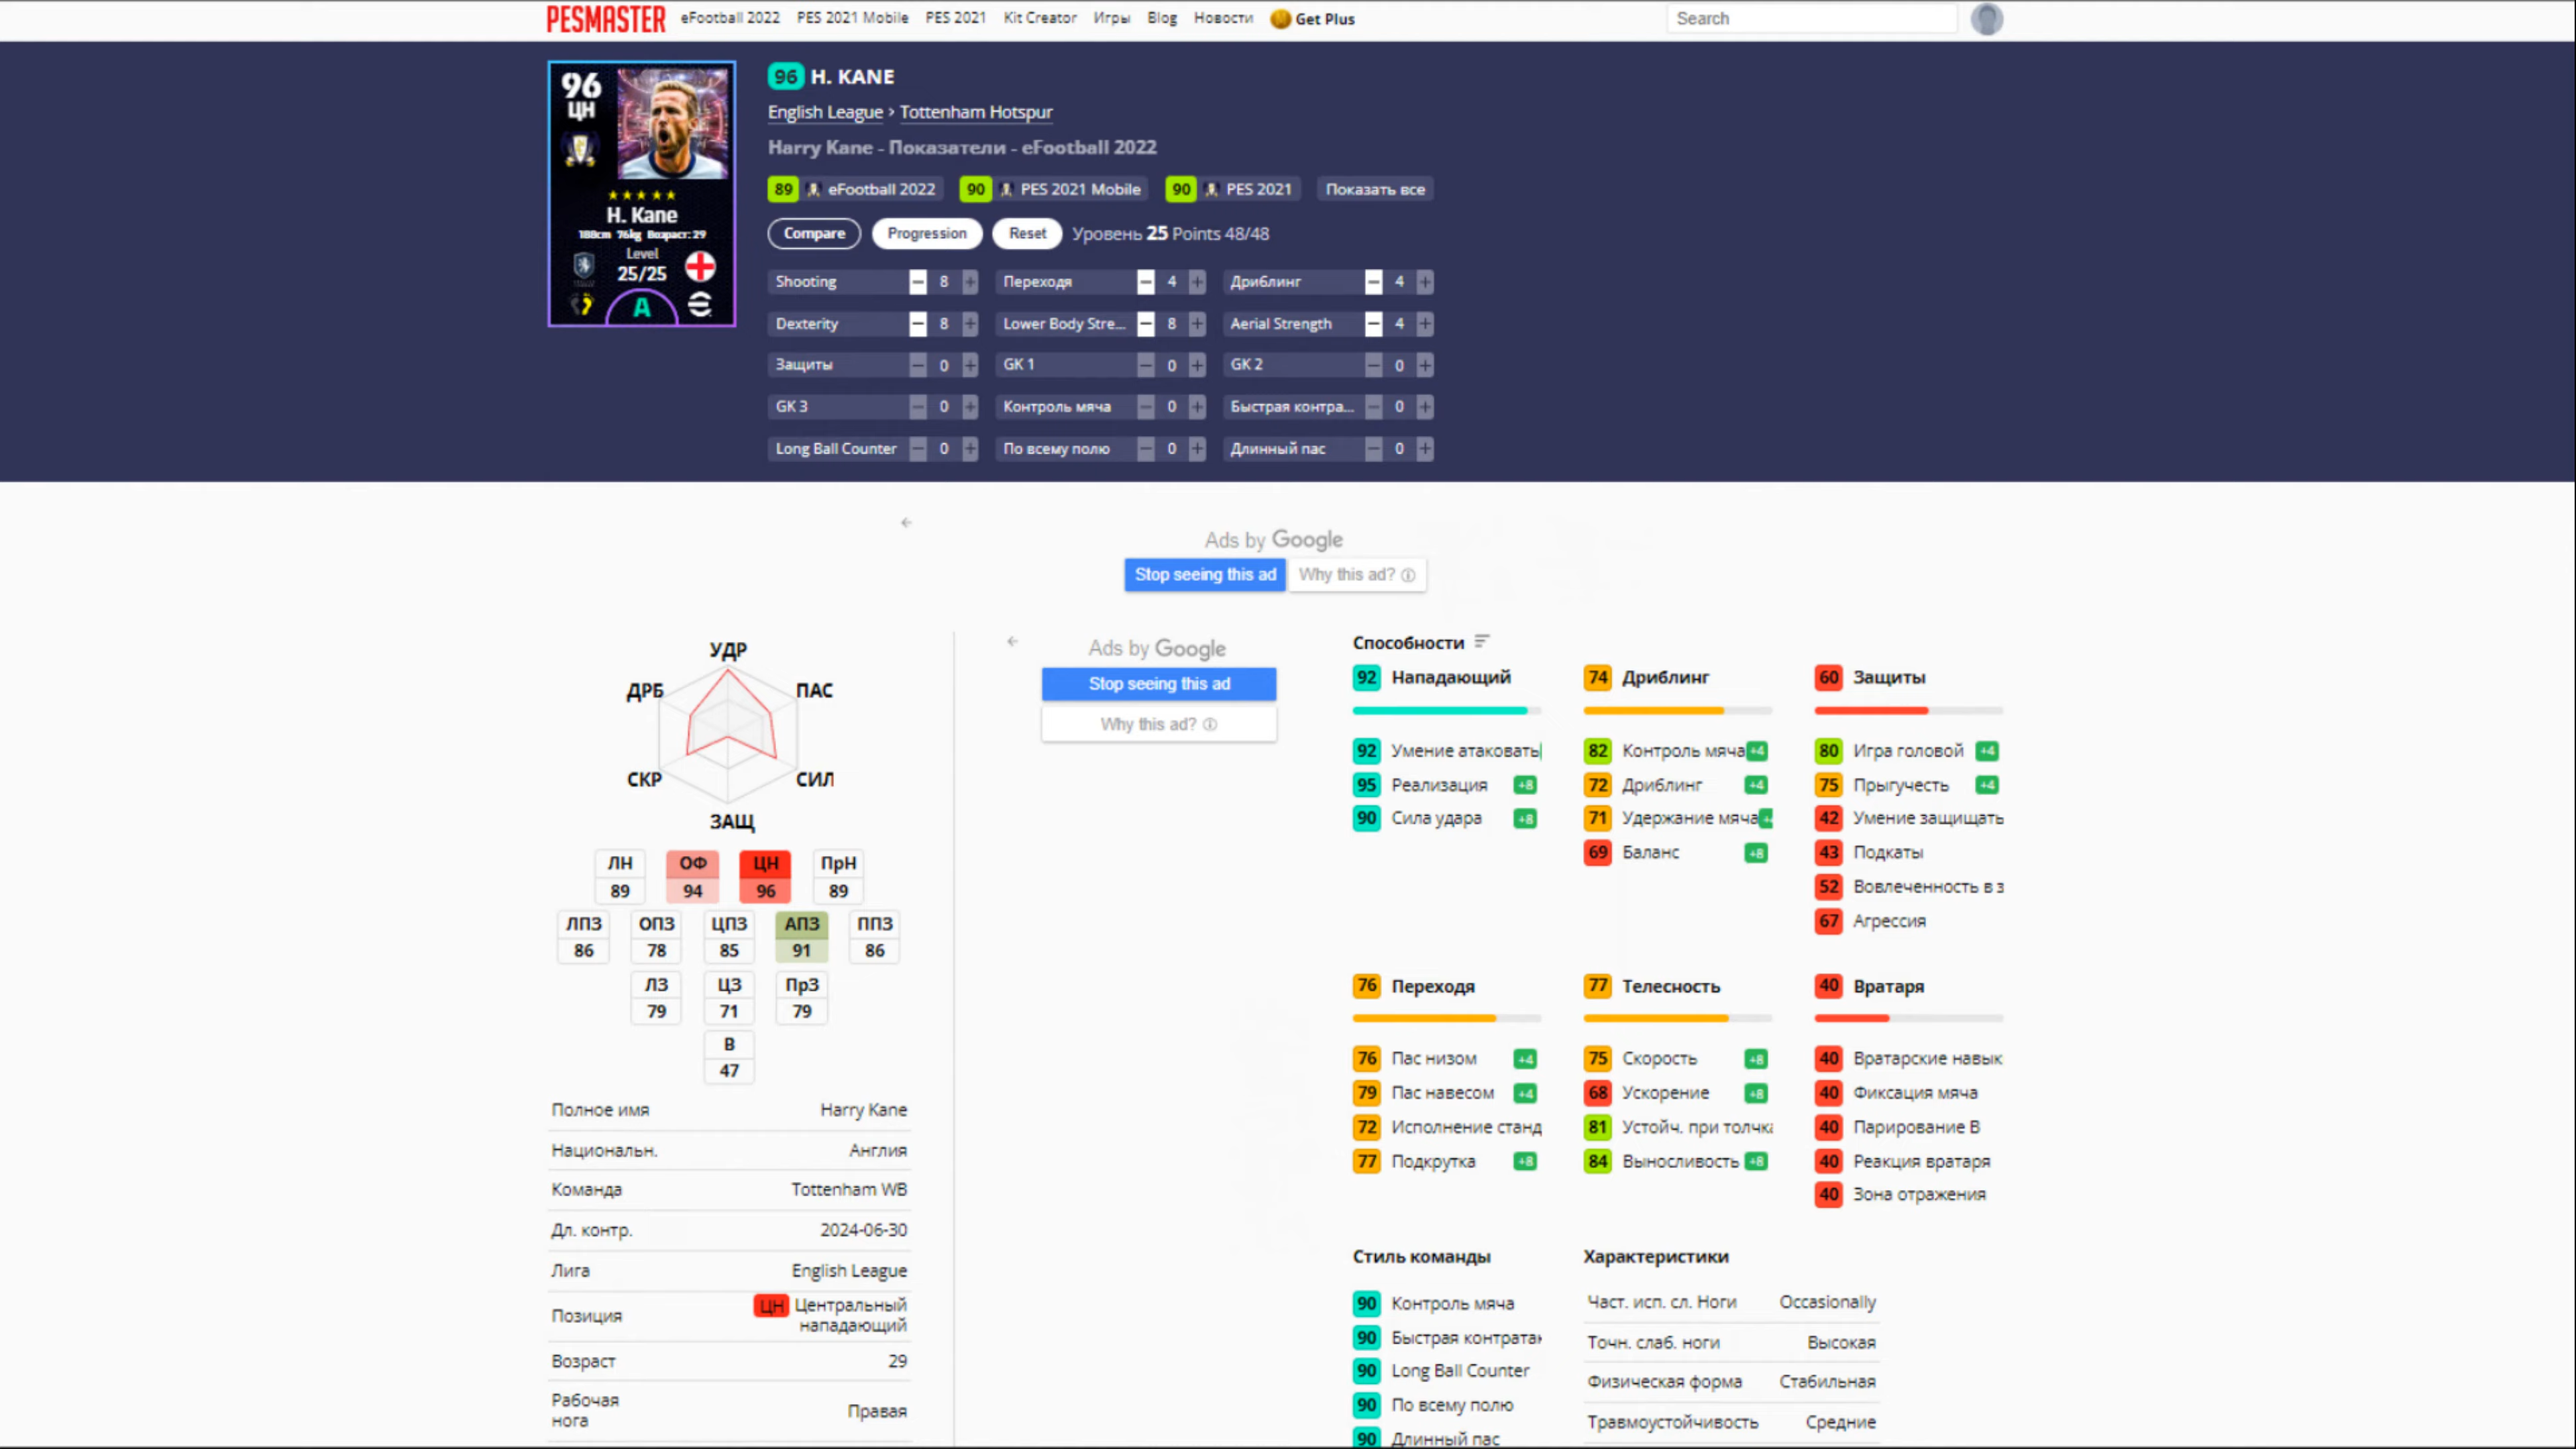 PESMASTER eFootball 2022 PES 2021 Mobile PES 2021 Kit Creator Игры Blog Новости Get Plus Search
96 H. KANE
96
ЦН
English League › Tottenham Hotspur
Harry Kane - Показатели - eFootball 2022
89 eFootball 2022 90 PES 2021 Mobile 90 PES 2021 Показать все
H. Kane
188cm 76kg Возраст: 29
Level
25/25
A
Compare Progression Reset Уровень 25 Points 48/48
Shooting − 8 + Переходя − 4 + Дриблинг − 4 +
Dexterity − 8 + Lower Body Stre... − 8 + Aerial Strength − 4 +
Защиты − 0 + GK 1 − 0 + GK 2 − 0 +
GK 3 − 0 + Контроль мяча − 0 + Быстрая контра... − 0 +
Long Ball Counter − 0 + По всему полю − 0 + Длинный пас − 0 +
Ads by Google
Stop seeing this ad Why this ad?
УДР
ДРБ ПАС
СКР СИЛ
ЗАЩ
ЛН ОФ ЦН ПрН
89 94 96 89
ЛПЗ ОПЗ ЦПЗ АПЗ ППЗ
86 78 85 91 86
ЛЗ ЦЗ ПрЗ
79 71 79
В
47
Полное имя Harry Kane
Национальн. Англия
Команда Tottenham WB
Дл. контр. 2024-06-30
Лига English League
Позиция ЦН Центральный
нападающий
Возраст 29
Рабочая
нога Правая
Ads by Google
Stop seeing this ad
Why this ad?
Способности
92 Нападающий
92 Умение атаковать
95 Реализация +8
90 Сила удара +8
74 Дриблинг
82 Контроль мяча +4
72 Дриблинг +4
71 Удержание мяча
69 Баланс +8
60 Защиты
80 Игра головой +4
75 Прыгучесть +4
42 Умение защищать
43 Подкаты
52 Вовлеченность в з
67 Агрессия
76 Переходя
76 Пас низом +4
79 Пас навесом +4
72 Исполнение станд
77 Подкрутка +8
77 Телесность
75 Скорость +8
68 Ускорение +8
81 Устойч. при толчка
84 Выносливость +8
40 Вратаря
40 Вратарские навык
40 Фиксация мяча
40 Парирование В
40 Реакция вратаря
40 Зона отражения
Стиль команды
90 Контроль мяча
90 Быстрая контратак
90 Long Ball Counter
90 По всему полю
90 Длинный пас
Характеристики
Част. исп. сл. Ноги Occasionally
Точн. слаб. ноги Высокая
Физическая форма Стабильная
Травмоустойчивость Средние